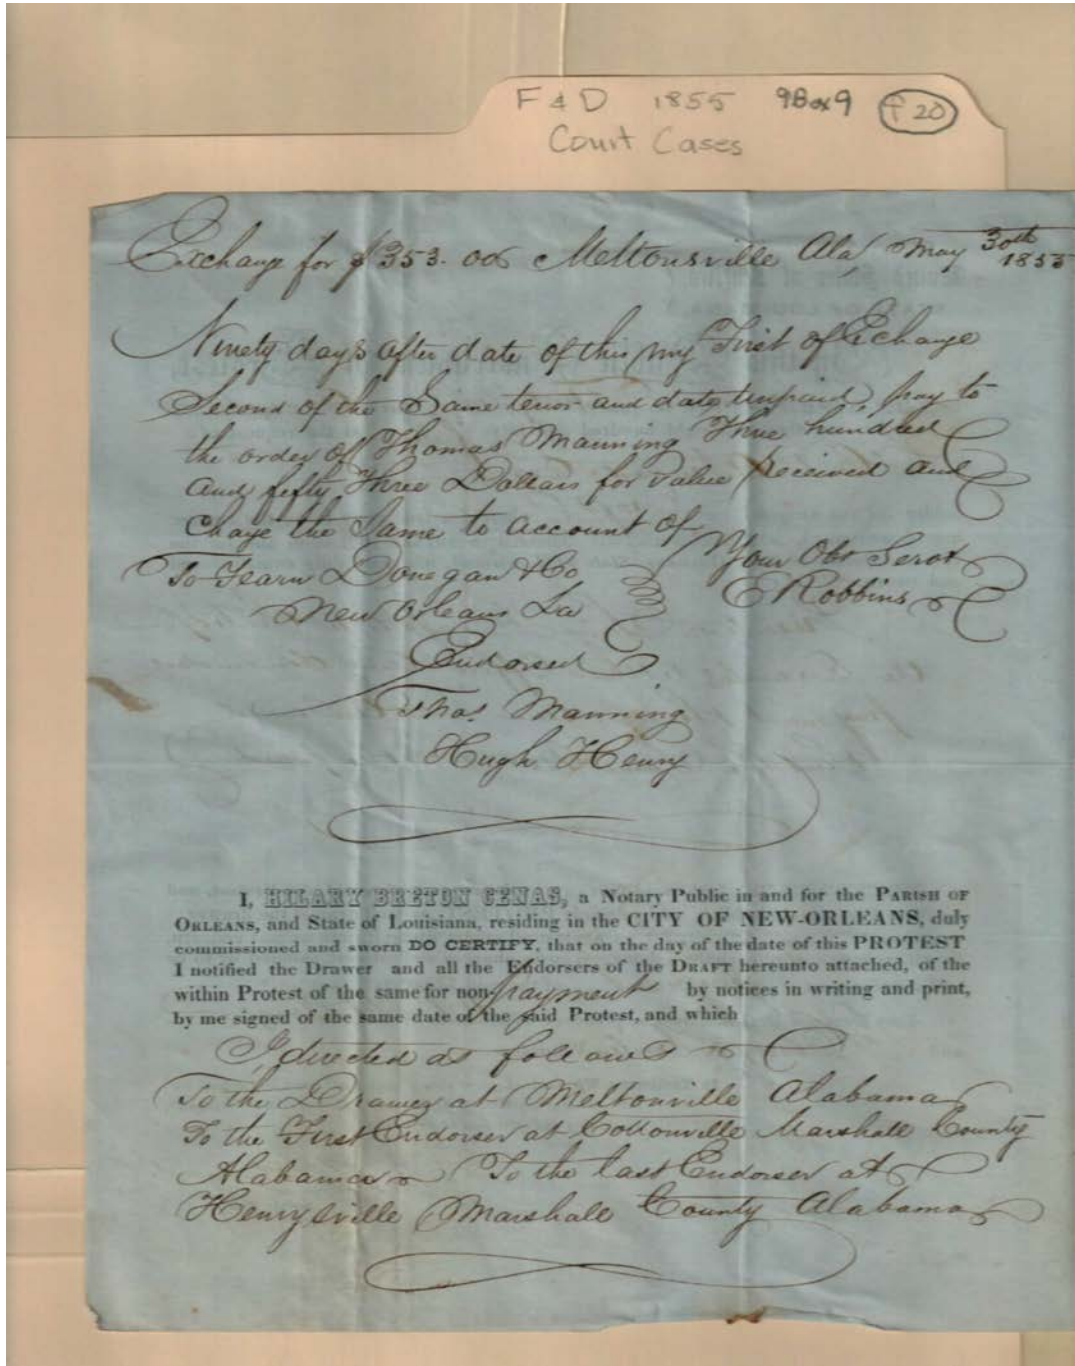 F & D 1855 9Box9 F20
Court Cases
Exchange for $353.00 Meltonsville Ala May 30th 1853
Ninety days after date of this my First of Echange
Second of the Same tenor and date unpaid, pay to
the order of Thomas Manning Three hundred
and fifty Three Dollars for value received and
Chage the Same to account of
Your Obt Servt
To Fearn Donegan & Co
E Robbins
New Orleans La
Endorsed
Thos. Manning
Hugh Henry
I, HILARY BRETON CENAS, a Notary Public in and for the PARISH OF
ORLEANS, and State of Louisiana, residing in the CITY OF NEW-ORLEANS, duly
commissioned and sworn DO CERTIFY, that on the day of the date of this PROTEST
I notified the Drawer and all the Endorsers of the DRAFT hereunto attached, of the
within Protest of the same for non-payment by notices in writing and print,
by me signed of the same date of the said Protest, and which
I directed as follows
To the Drawer at Meltonville Alabama
To the First Endorser at Cottonville Marshall County
Alabama To the last Endorser at
Henrysville Marshall County Alabama